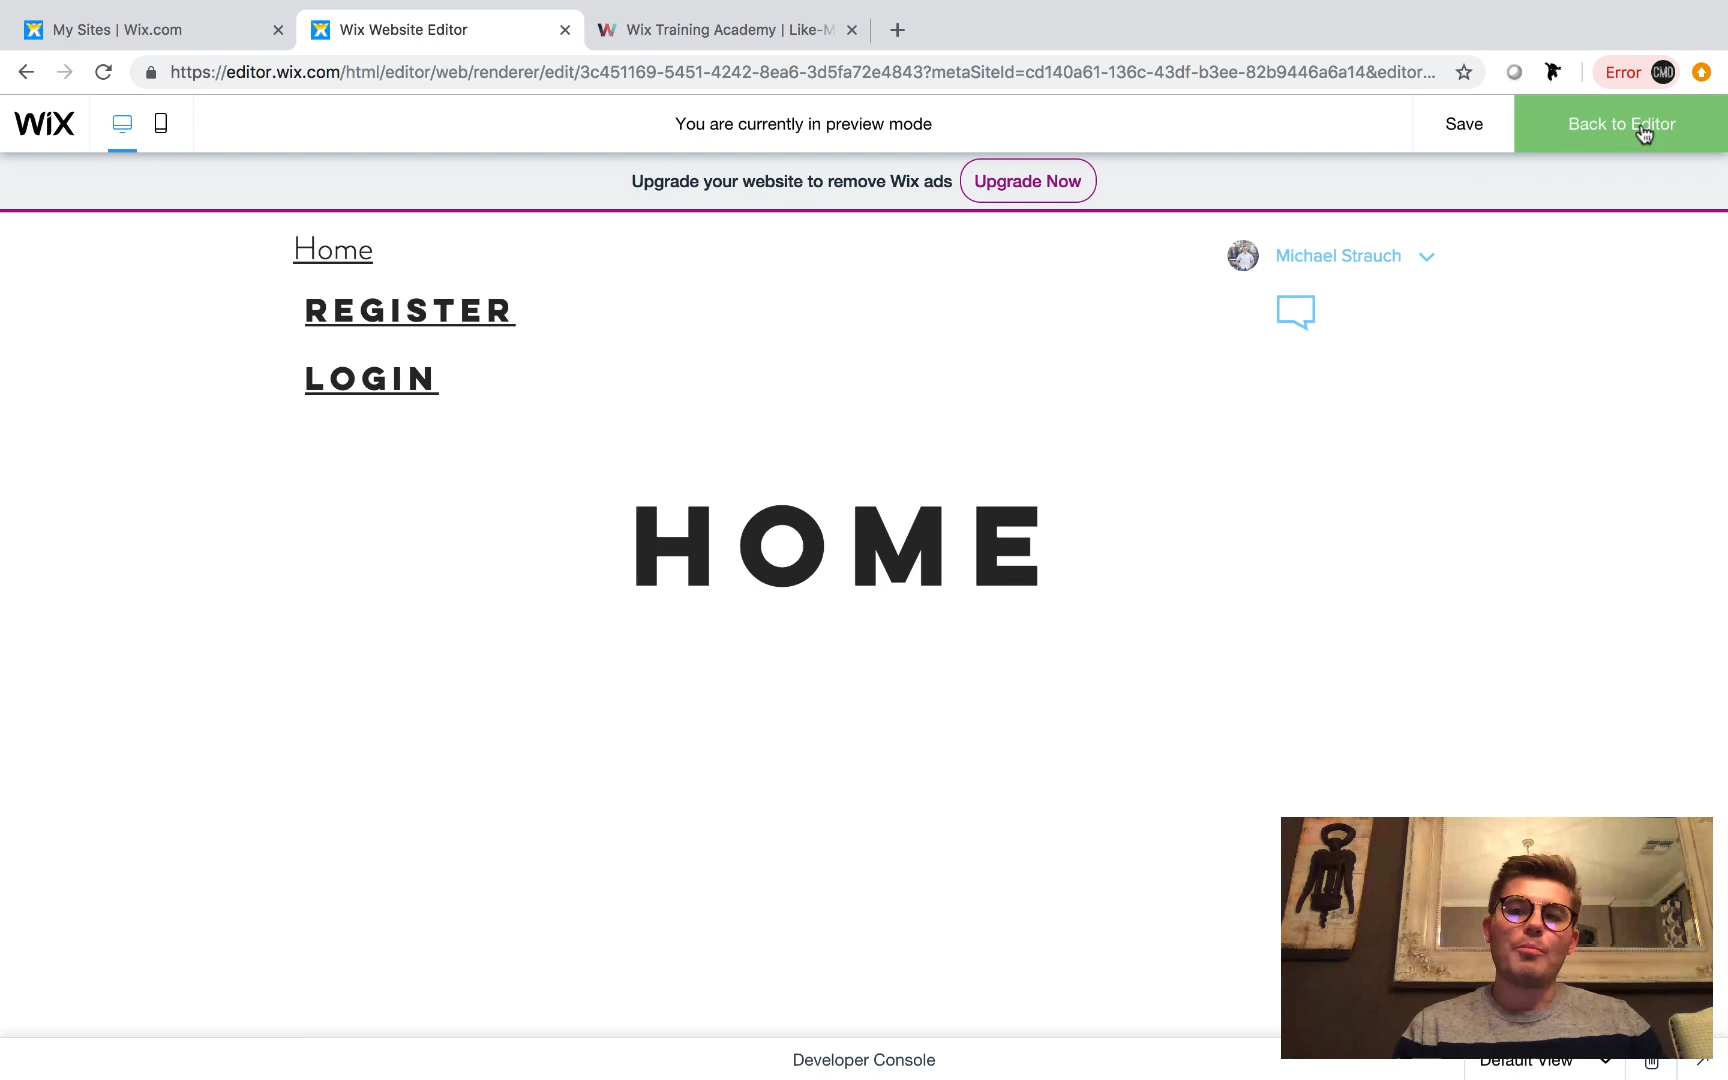 My Sites | Wix.com
Wix Website Editor
Wix Training Academy | Like-M
https://editor.wix.com/html/editor/web/renderer/edit/3c451169-5451-4242-8ea6-3d5fa72e4843?metaSiteId=cd140a61-136c-43df-b3ee-82b9446a6a14&editor...
Error CMD
WiX
You are currently in preview mode
Save
Back to Editor
Upgrade your website to remove Wix ads
Upgrade Now
Home
Michael Strauch
REGISTER
LOGIN
HOME
Developer Console
Default View